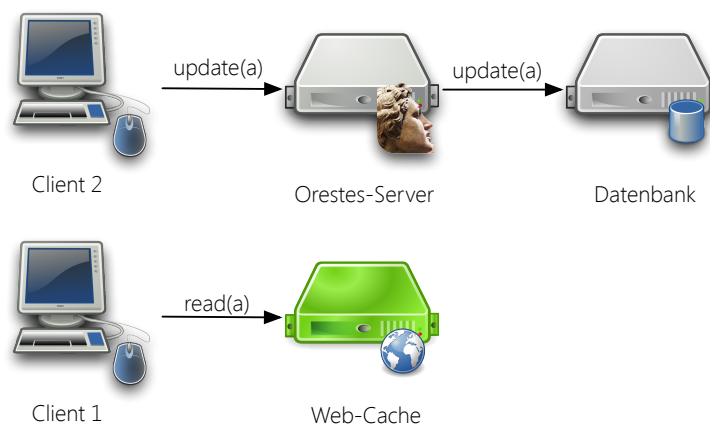 update(a)
update(a)
Client 2
Orestes-Server
Datenbank
read(a)
Client 1
Web-Cache